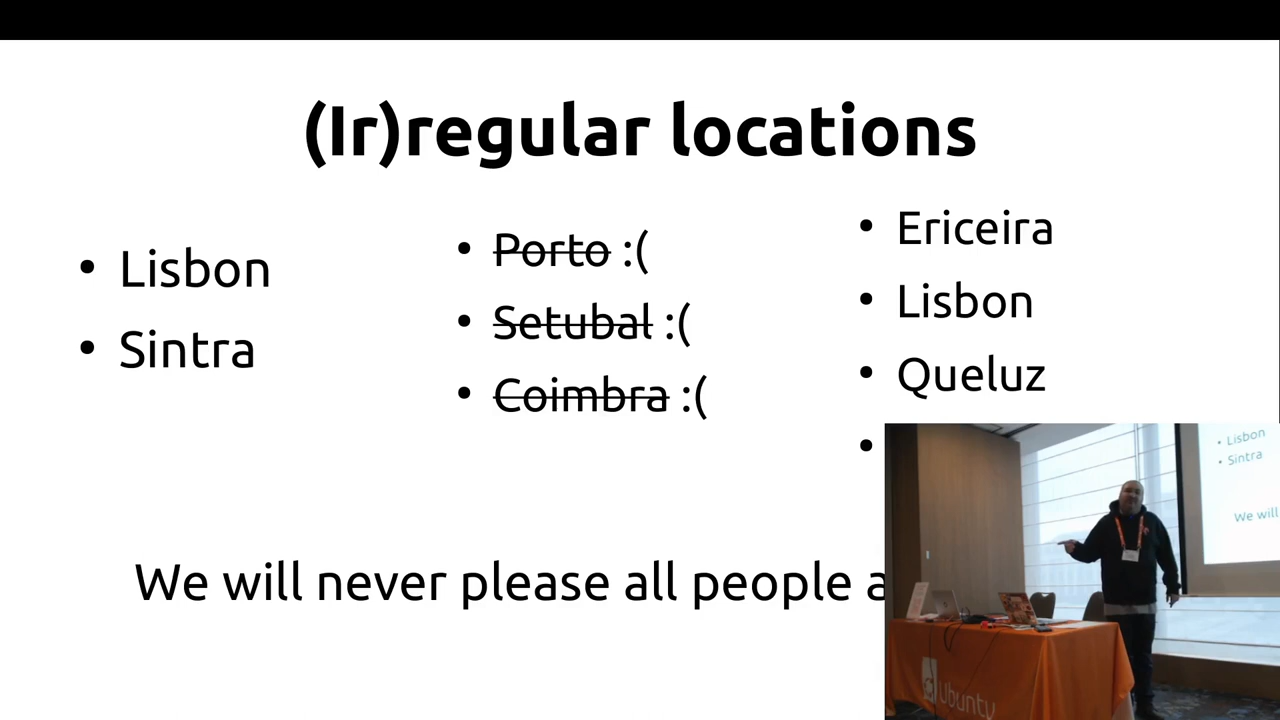 (Ir)regular locations
• Lisbon
• Sintra
• Porto :(
• Setubal :(
• Coimbra :(
• Ericeira
• Lisbon
• Queluz
•
We will never please all people a
• Lisbon
• Sintra
We will
Ubuntu